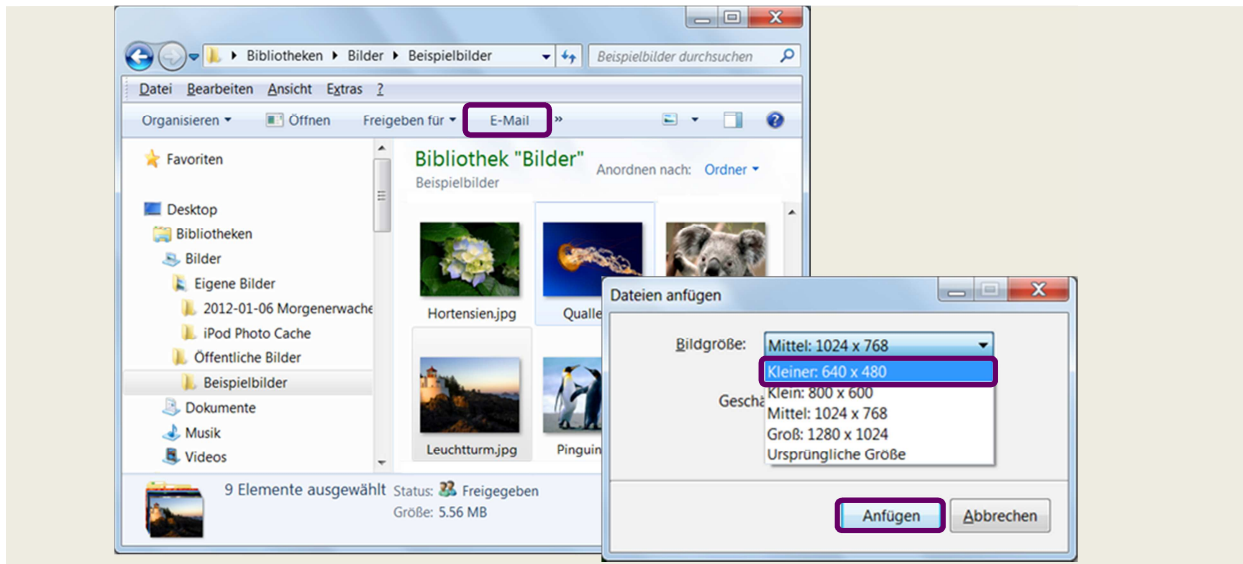 Bibliotheken Bilder Beispielbilder
Beispielbilder durchsuchen
Datei Bearbeiten Ansicht Extras ?
Organisieren Öffnen Freigeben für E-Mail »
Favoriten
Desktop
Bibliotheken
Bilder
Eigene Bilder
2012-01-06 Morgenerwache
iPod Photo Cache
Öffentliche Bilder
Beispielbilder
Dokumente
Musik
Videos
Bibliothek "Bilder"
Beispielbilder
Anordnen nach: Ordner
Hortensien.jpg
Qualle
Leuchtturm.jpg
Pinguin
9 Elemente ausgewählt Status: Freigegeben
Größe: 5.56 MB
Dateien anfügen
Bildgröße: Mittel: 1024 x 768
Kleiner: 640 x 480
Klein: 800 x 600
Geschä
Mittel: 1024 x 768
Groß: 1280 x 1024
Ursprüngliche Größe
Anfügen Abbrechen